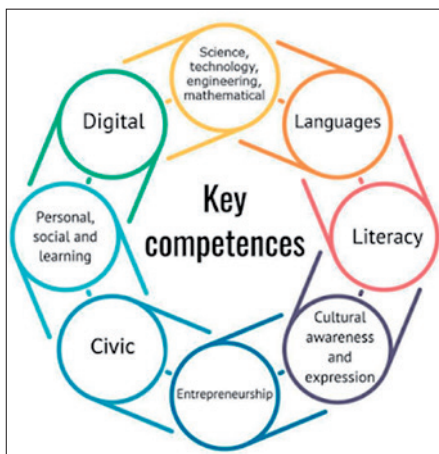 Science,
technology,
engineering,
mathematical
Digital
Languages
Key
competences
Personal,
social and
learning
Literacy
Civic
Cultural
awareness
and
expression
Entrepreneurship